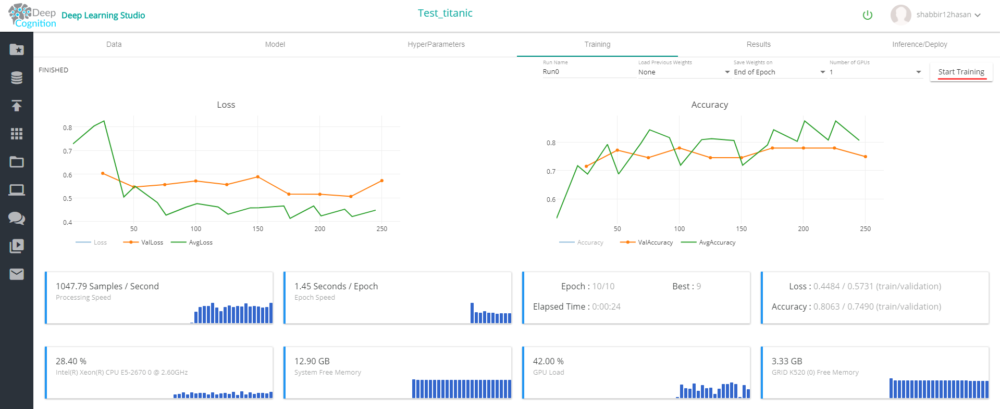 Deep
Cognition
Deep Learning Studio
Test_titanic
shabbir12hasan
Data
Model
HyperParameters
Training
Results
Inference/Deploy
FINISHED
Run Name
Run0
Load Previous Weights
None
Save Weights on
End of Epoch
Number of GPUs
1
Start Training
Loss
0.8
0.7
0.6
0.5
0.4
50 100 150 200 250
Loss ValLoss AvgLoss
Accuracy
0.8
0.7
0.6
50 100 150 200 250
Accuracy ValAccuracy AvgAccuracy
1047.79 Samples / Second
Processing Speed
1.45 Seconds / Epoch
Epoch Speed
Epoch : 10/10 Best : 9
Elapsed Time : 0:00:24
Loss : 0.4484 / 0.5731 (train/validation)
Accuracy : 0.8063 / 0.7490 (train/validation)
28.40 %
Intel(R) Xeon(R) CPU E5-2670 0 @ 2.60GHz
12.90 GB
System Free Memory
42.00 %
GPU Load
3.33 GB
GRID K520 (0) Free Memory